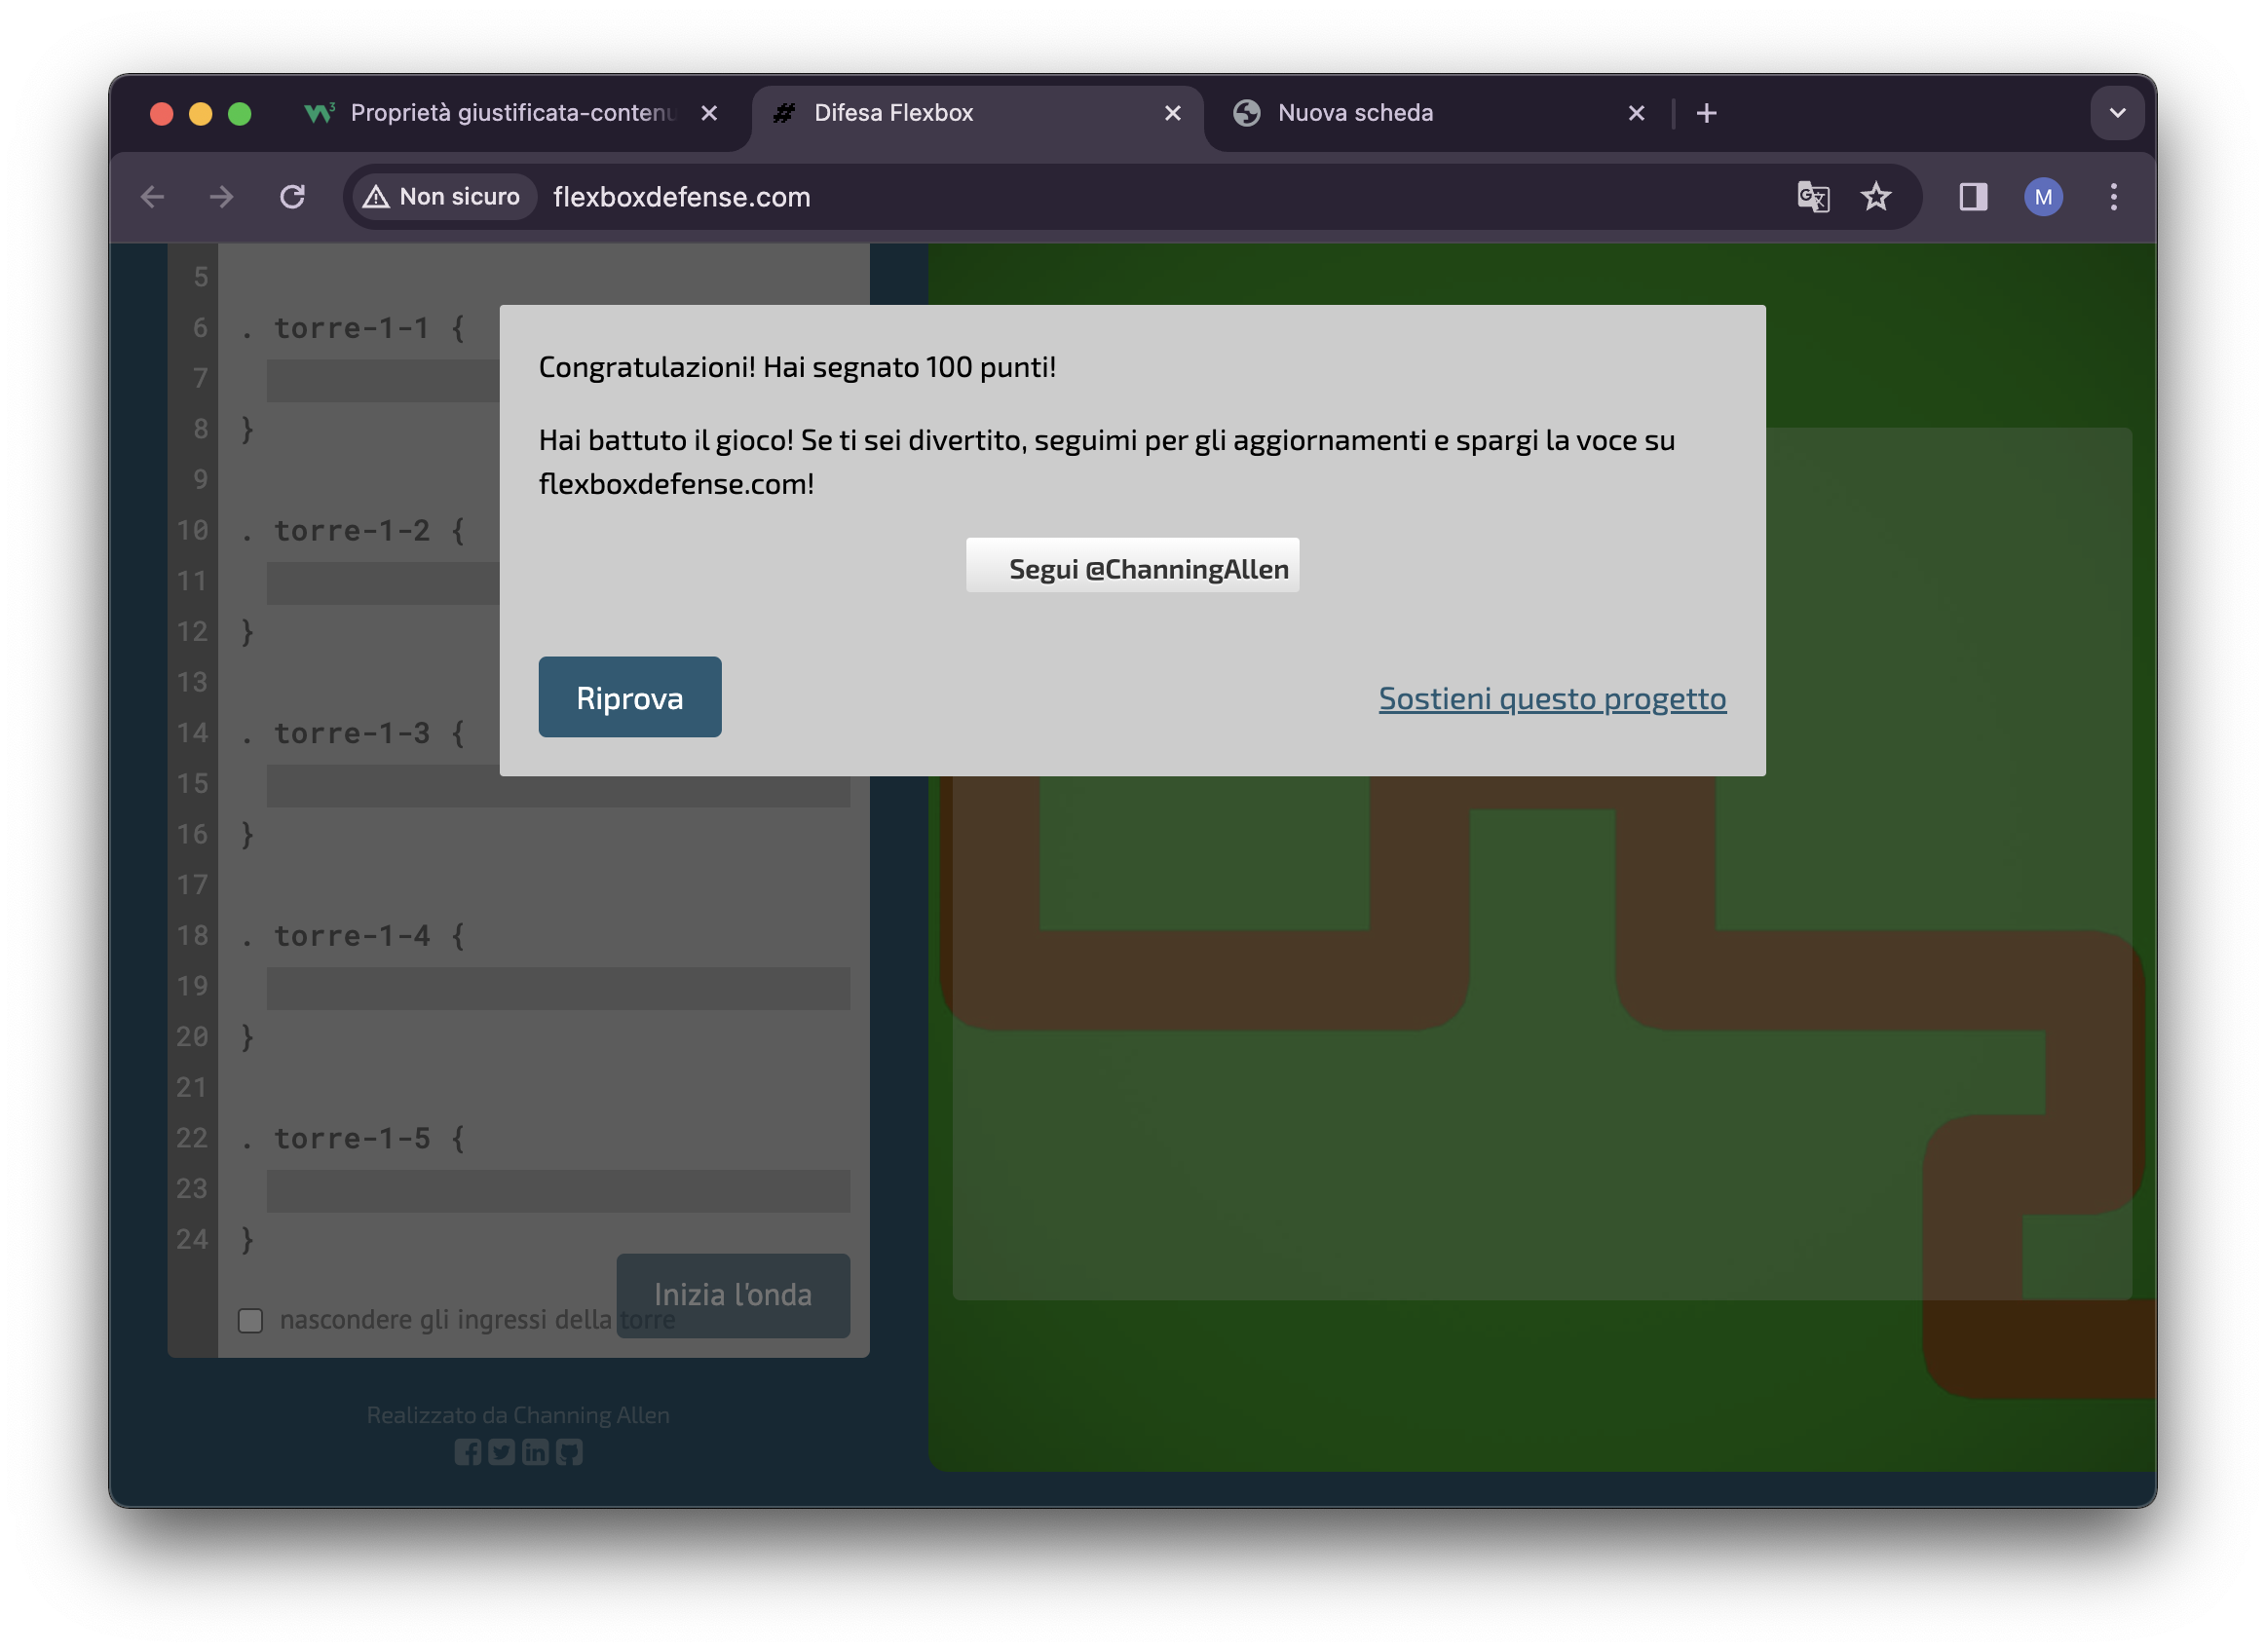 Proprietà giustificata-contenu
Difesa Flexbox
Nuova scheda
Non sicuro
flexboxdefense.com
M
5
6 . torre-1-1 {
7
8 }
9
10 . torre-1-2 {
11
12 }
13
14 . torre-1-3 {
15
16 }
17
18 . torre-1-4 {
19
20 }
21
22 . torre-1-5 {
23
24 }
nascondere gli ingressi della torre
Inizia l'onda
Realizzato da Channing Allen
Congratulazioni! Hai segnato 100 punti!
Hai battuto il gioco! Se ti sei divertito, seguimi per gli aggiornamenti e spargi la voce su
flexboxdefense.com!
Segui @ChanningAllen
Riprova
Sostieni questo progetto